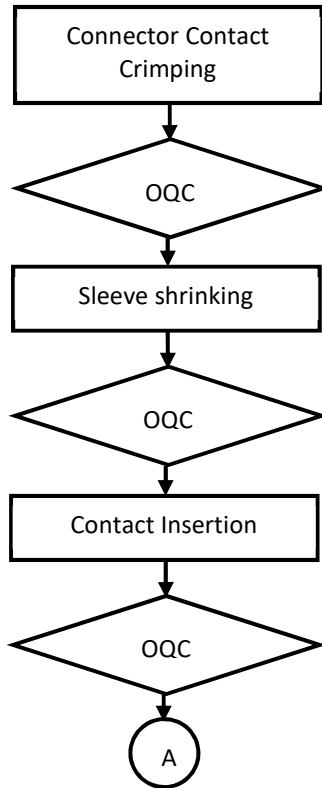 Connector Contact
Crimping
OQC
Sleeve shrinking
OQC
Contact Insertion
OQC
A